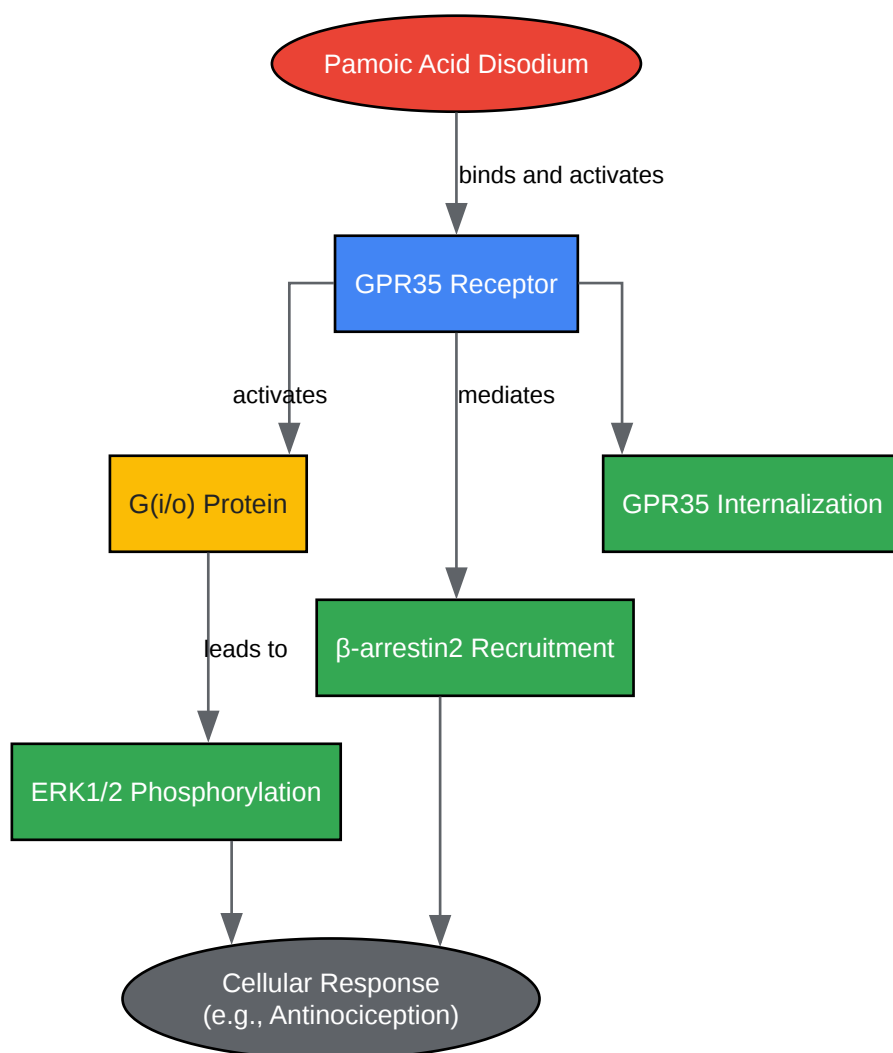 Pamoic Acid Disodium
binds and activates
GPR35 Receptor
activates
mediates
G(i/o) Protein
GPR35 Internalization
leads to
β-arrestin2 Recruitment
ERK1/2 Phosphorylation
Cellular Response
(e.g., Antinociception)